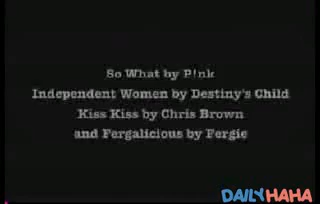 So What by P!nk
Independent Women by Destiny's Child
Kiss Kiss by Chris Brown
and Fergalicious by Fergie
DAILYHAHA